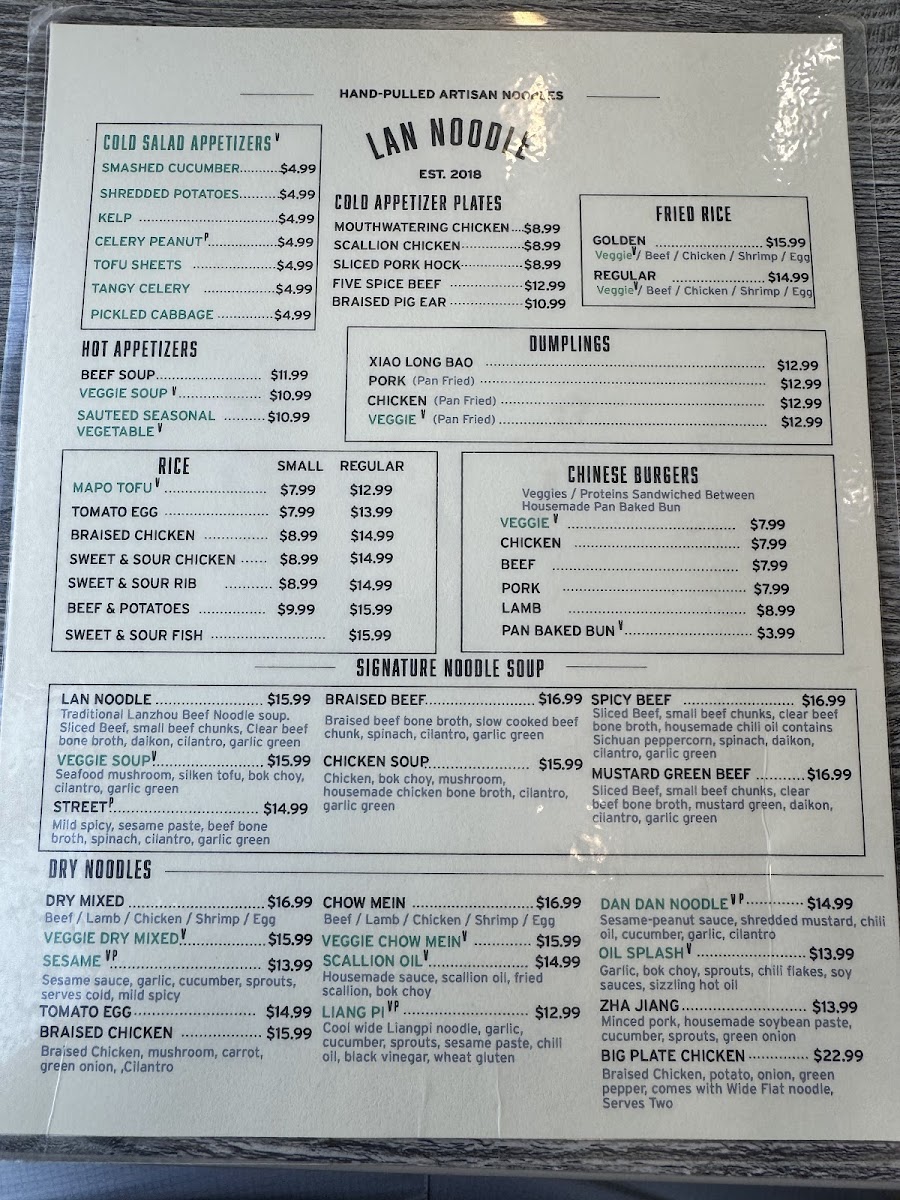 HAND-PULLED ARTISAN NOODLES
LAN NOODLE
EST. 2018
COLD SALAD APPETIZERS V
SMASHED CUCUMBER.........$4.99
SHREDDED POTATOES.........$4.99
KELP ...........................$4.99
CELERY PEANUT P...............$4.99
TOFU SHEETS ..................$4.99
TANGY CELERY ..................$4.99
PICKLED CABBAGE ............$4.99
COLD APPETIZER PLATES
MOUTHWATERING CHICKEN...$8.99
SCALLION CHICKEN..............$8.99
SLICED PORK HOCK..............$8.99
FIVE SPICE BEEF ................$12.99
BRAISED PIG EAR ................$10.99
FRIED RICE
GOLDEN ......................$15.99
Veggie V/ Beef / Chicken / Shrimp / Egg
REGULAR ......................$14.99
Veggie V/ Beef / Chicken / Shrimp / Egg
HOT APPETIZERS
BEEF SOUP......................... $11.99
VEGGIE SOUP V.................... $10.99
SAUTEED SEASONAL ..........$10.99
VEGETABLE V
DUMPLINGS
XIAO LONG BAO ........................ $12.99
PORK (Pan Fried) ........................ $12.99
CHICKEN (Pan Fried) ........................ $12.99
VEGGIE V (Pan Fried)........................ $12.99
RICE SMALL REGULAR
MAPO TOFU V........................ $7.99 $12.99
TOMATO EGG ........................ $7.99 $13.99
BRAISED CHICKEN ................ $8.99 $14.99
SWEET & SOUR CHICKEN ...... $8.99 $14.99
SWEET & SOUR RIB ............ $8.99 $14.99
BEEF & POTATOES ................ $9.99 $15.99
SWEET & SOUR FISH ............................ $15.99
CHINESE BURGERS
Veggies / Proteins Sandwiched Between
Housemade Pan Baked Bun
VEGGIE V ........................ $7.99
CHICKEN ........................ $7.99
BEEF ........................ $7.99
PORK ........................ $7.99
LAMB ........................ $8.99
PAN BAKED BUN V........................ $3.99
SIGNATURE NOODLE SOUP
LAN NOODLE ........................ $15.99
Traditional Lanzhou Beef Noodle soup.
Sliced Beef, small beef chunks, Clear beef
bone broth, daikon, cilantro, garlic green
VEGGIE SOUP V........................ $15.99
Seafood mushroom, silken tofu, bok choy,
cilantro, garlic green
STREET P........................ $14.99
Mild spicy, sesame paste, beef bone
broth, spinach, cilantro, garlic green
BRAISED BEEF........................ $16.99
Braised beef bone broth, slow cooked beef
chunk, spinach, cilantro, garlic green
CHICKEN SOUP........................ $15.99
Chicken, bok choy, mushroom,
housemade chicken bone broth, cilantro,
garlic green
SPICY BEEF ........................ $16.99
Sliced Beef, small beef chunks, clear beef
bone broth, housemade chili oil contains
Sichuan peppercorn, spinach, daikon,
cilantro, garlic green
MUSTARD GREEN BEEF ..........$16.99
Sliced Beef, small beef chunks, clear
beef bone broth, mustard green, daikon,
cilantro, garlic green
DRY NOODLES
DRY MIXED ........................ $16.99
Beef / Lamb / Chicken / Shrimp / Egg
VEGGIE DRY MIXED V................ $15.99
SESAME VP........................ $13.99
Sesame sauce, garlic, cucumber, sprouts,
serves cold, mild spicy
TOMATO EGG........................ $14.99
BRAISED CHICKEN ................ $15.99
Braised Chicken, mushroom, carrot,
green onion, ,Cilantro
CHOW MEIN ........................ $16.99
Beef / Lamb / Chicken / Shrimp / Egg
VEGGIE CHOW MEIN V ............ $15.99
SCALLION OIL V.................... $14.99
Housemade sauce, scallion oil, fried
scallion, bok choy
LIANG PI VP........................ $12.99
Cool wide Liangpi noodle, garlic,
cucumber, sprouts, sesame paste, chili
oil, black vinegar, wheat gluten
DAN DAN NOODLE VP............ $14.99
Sesame-peanut sauce, shredded mustard, chili
oil, cucumber, garlic, cilantro
OIL SPLASH V........................ $13.99
Garlic, bok choy, sprouts, chili flakes, soy
sauces, sizzling hot oil
ZHA JIANG........................ $13.99
Minced pork, housemade soybean paste,
cucumber, sprouts, green onion
BIG PLATE CHICKEN ............ $22.99
Braised Chicken, potato, onion, green
pepper, comes with Wide Flat noodle,
Serves Two